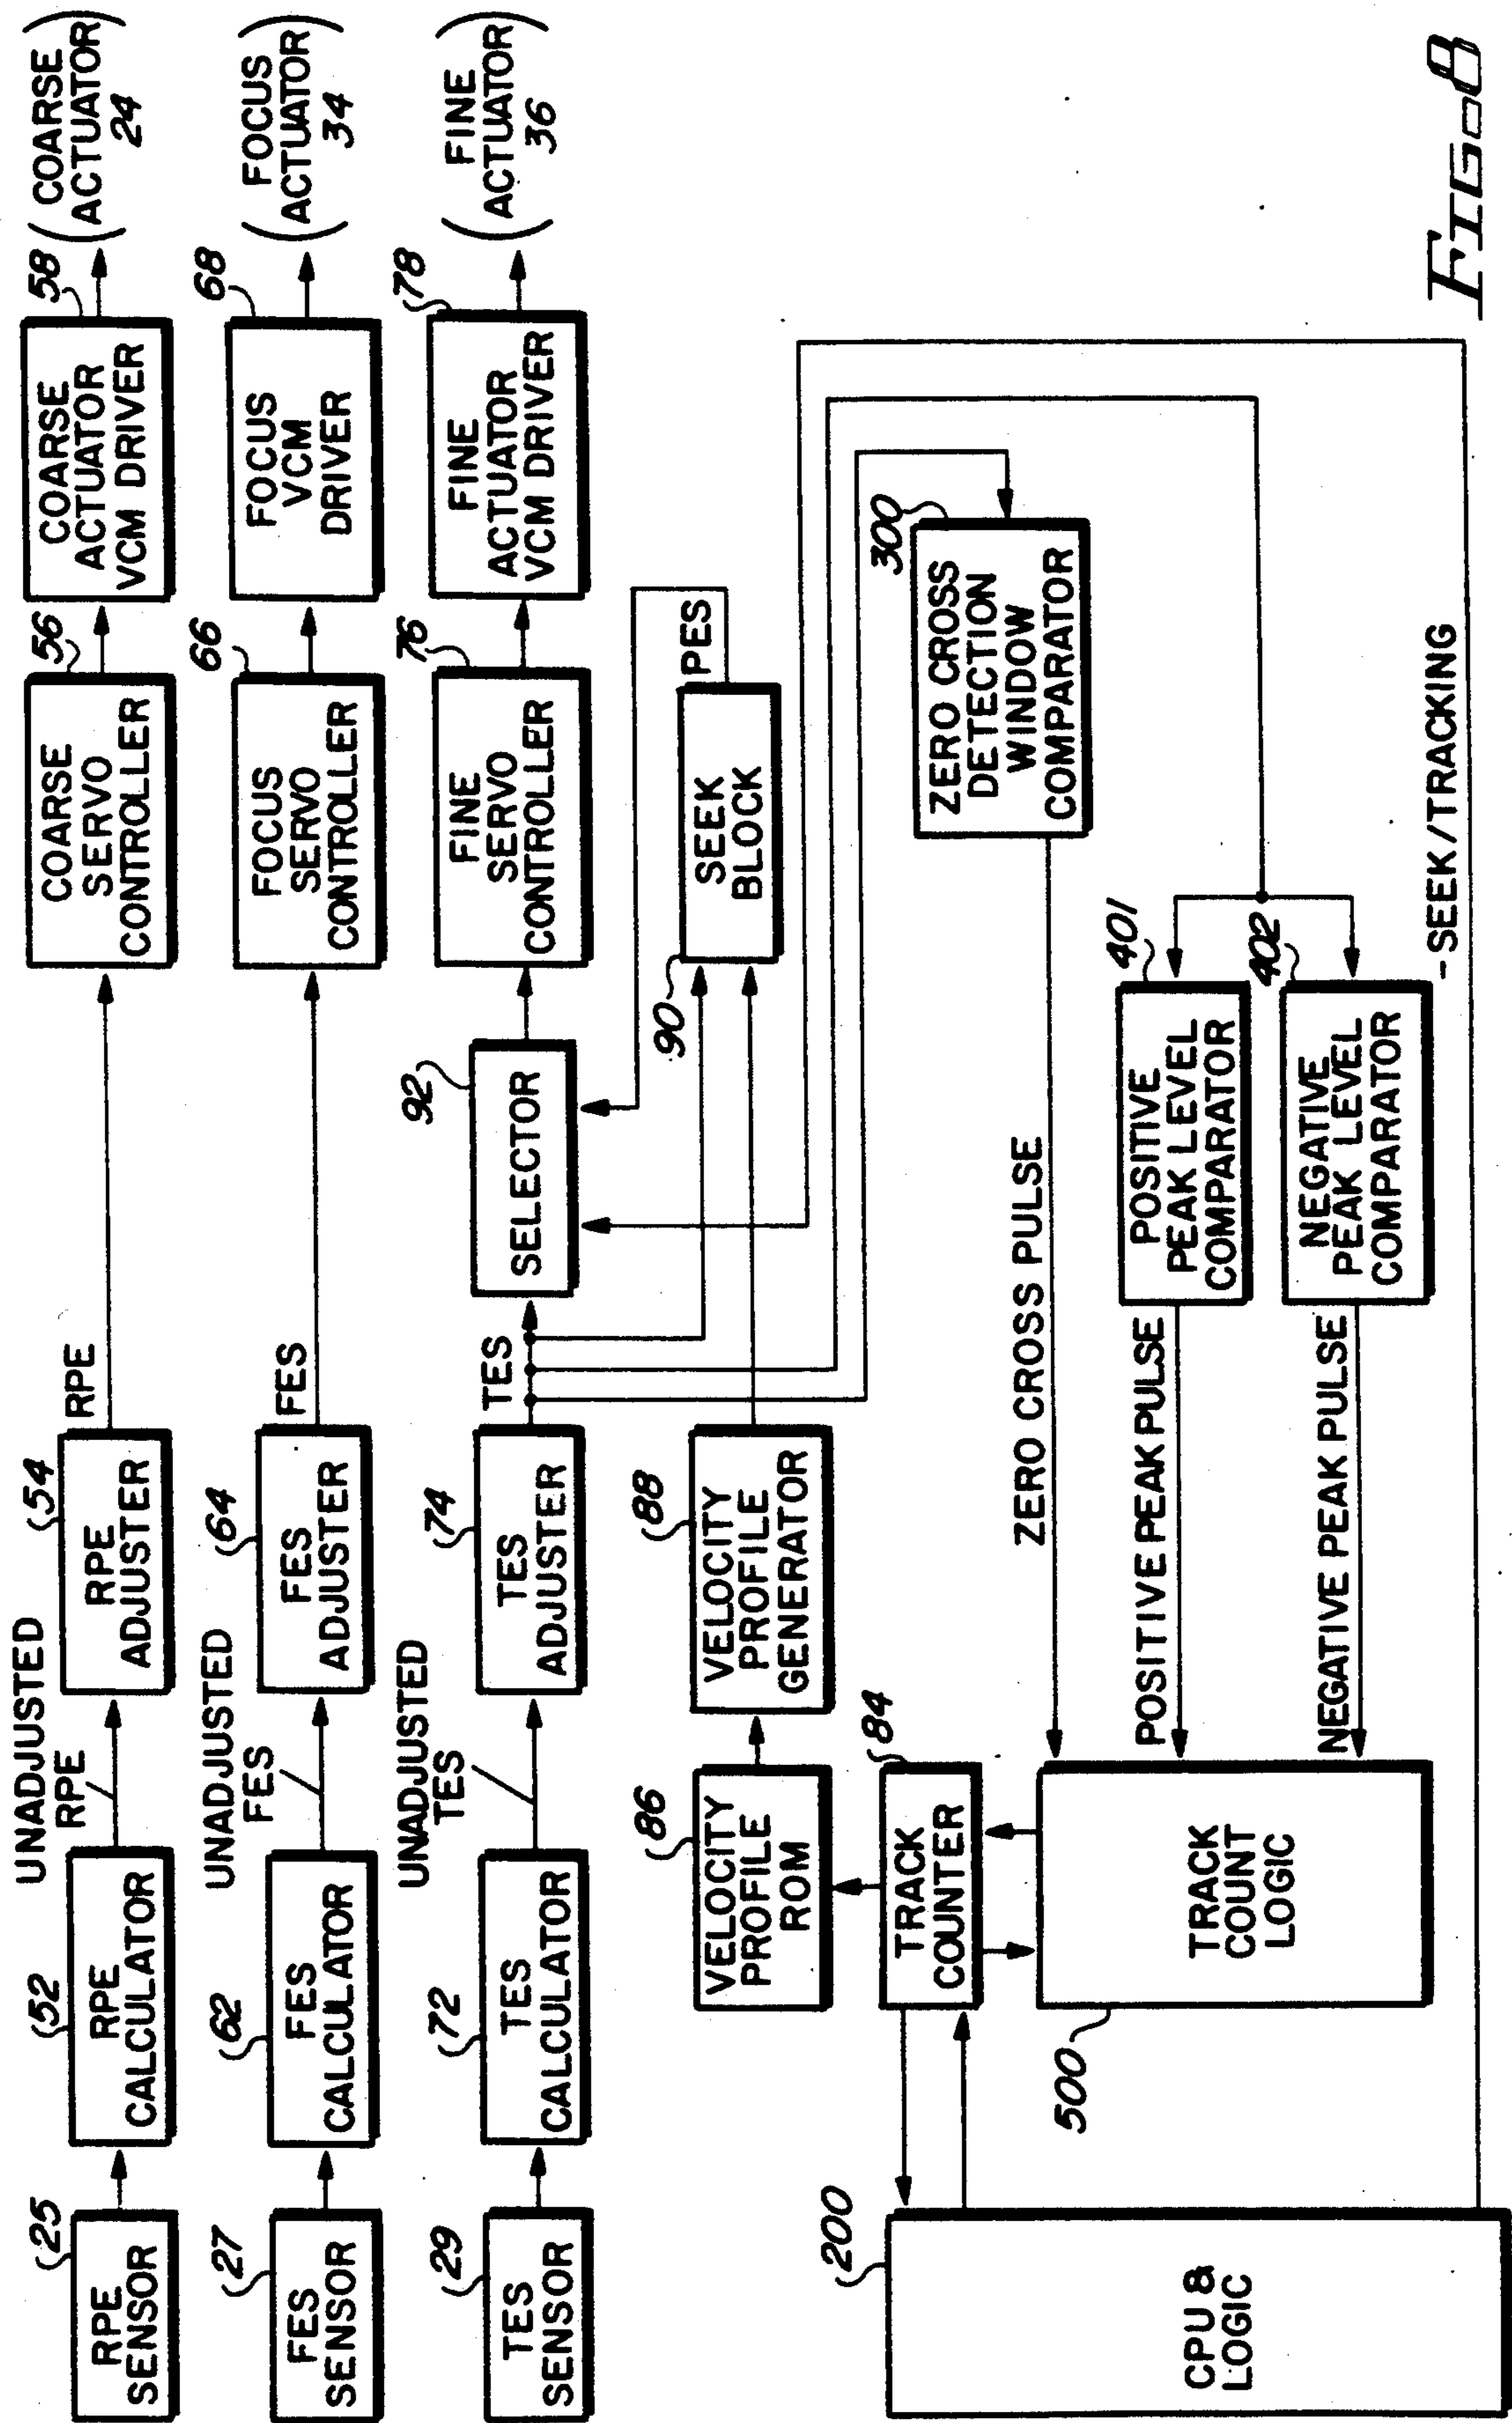 25
RPE
SENSOR
52
RPE
CALCULATOR
UNADJUSTED
RPE
54
RPE
ADJUSTER
RPE
56
COARSE
SERVO
CONTROLLER
58
COARSE
ACTUATOR
VCM DRIVER
(COARSE
ACTUATOR)
24
27
FES
SENSOR
62
FES
CALCULATOR
UNADJUSTED
FES
64
FES
ADJUSTER
FES
66
FOCUS
SERVO
CONTROLLER
68
FOCUS
VCM
DRIVER
(FOCUS
ACTUATOR)
34
29
TES
SENSOR
72
TES
CALCULATOR
UNADJUSTED
TES
74
TES
ADJUSTER
TES
92
SELECTOR
76
FINE
SERVO
CONTROLLER
78
FINE
ACTUATOR
VCM DRIVER
(FINE
ACTUATOR)
36
86
VELOCITY
PROFILE
ROM
88
VELOCITY
PROFILE
GENERATOR
90
SEEK
BLOCK
PES
200
CPU &
LOGIC
84
TRACK
COUNTER
500
TRACK
COUNT
LOGIC
ZERO CROSS PULSE
300
ZERO CROSS
DETECTION
WINDOW
COMPARATOR
POSITIVE PEAK PULSE
401
POSITIVE
PEAK LEVEL
COMPARATOR
NEGATIVE PEAK PULSE
402
NEGATIVE
PEAK LEVEL
COMPARATOR
-SEEK/TRACKING
FIG-8